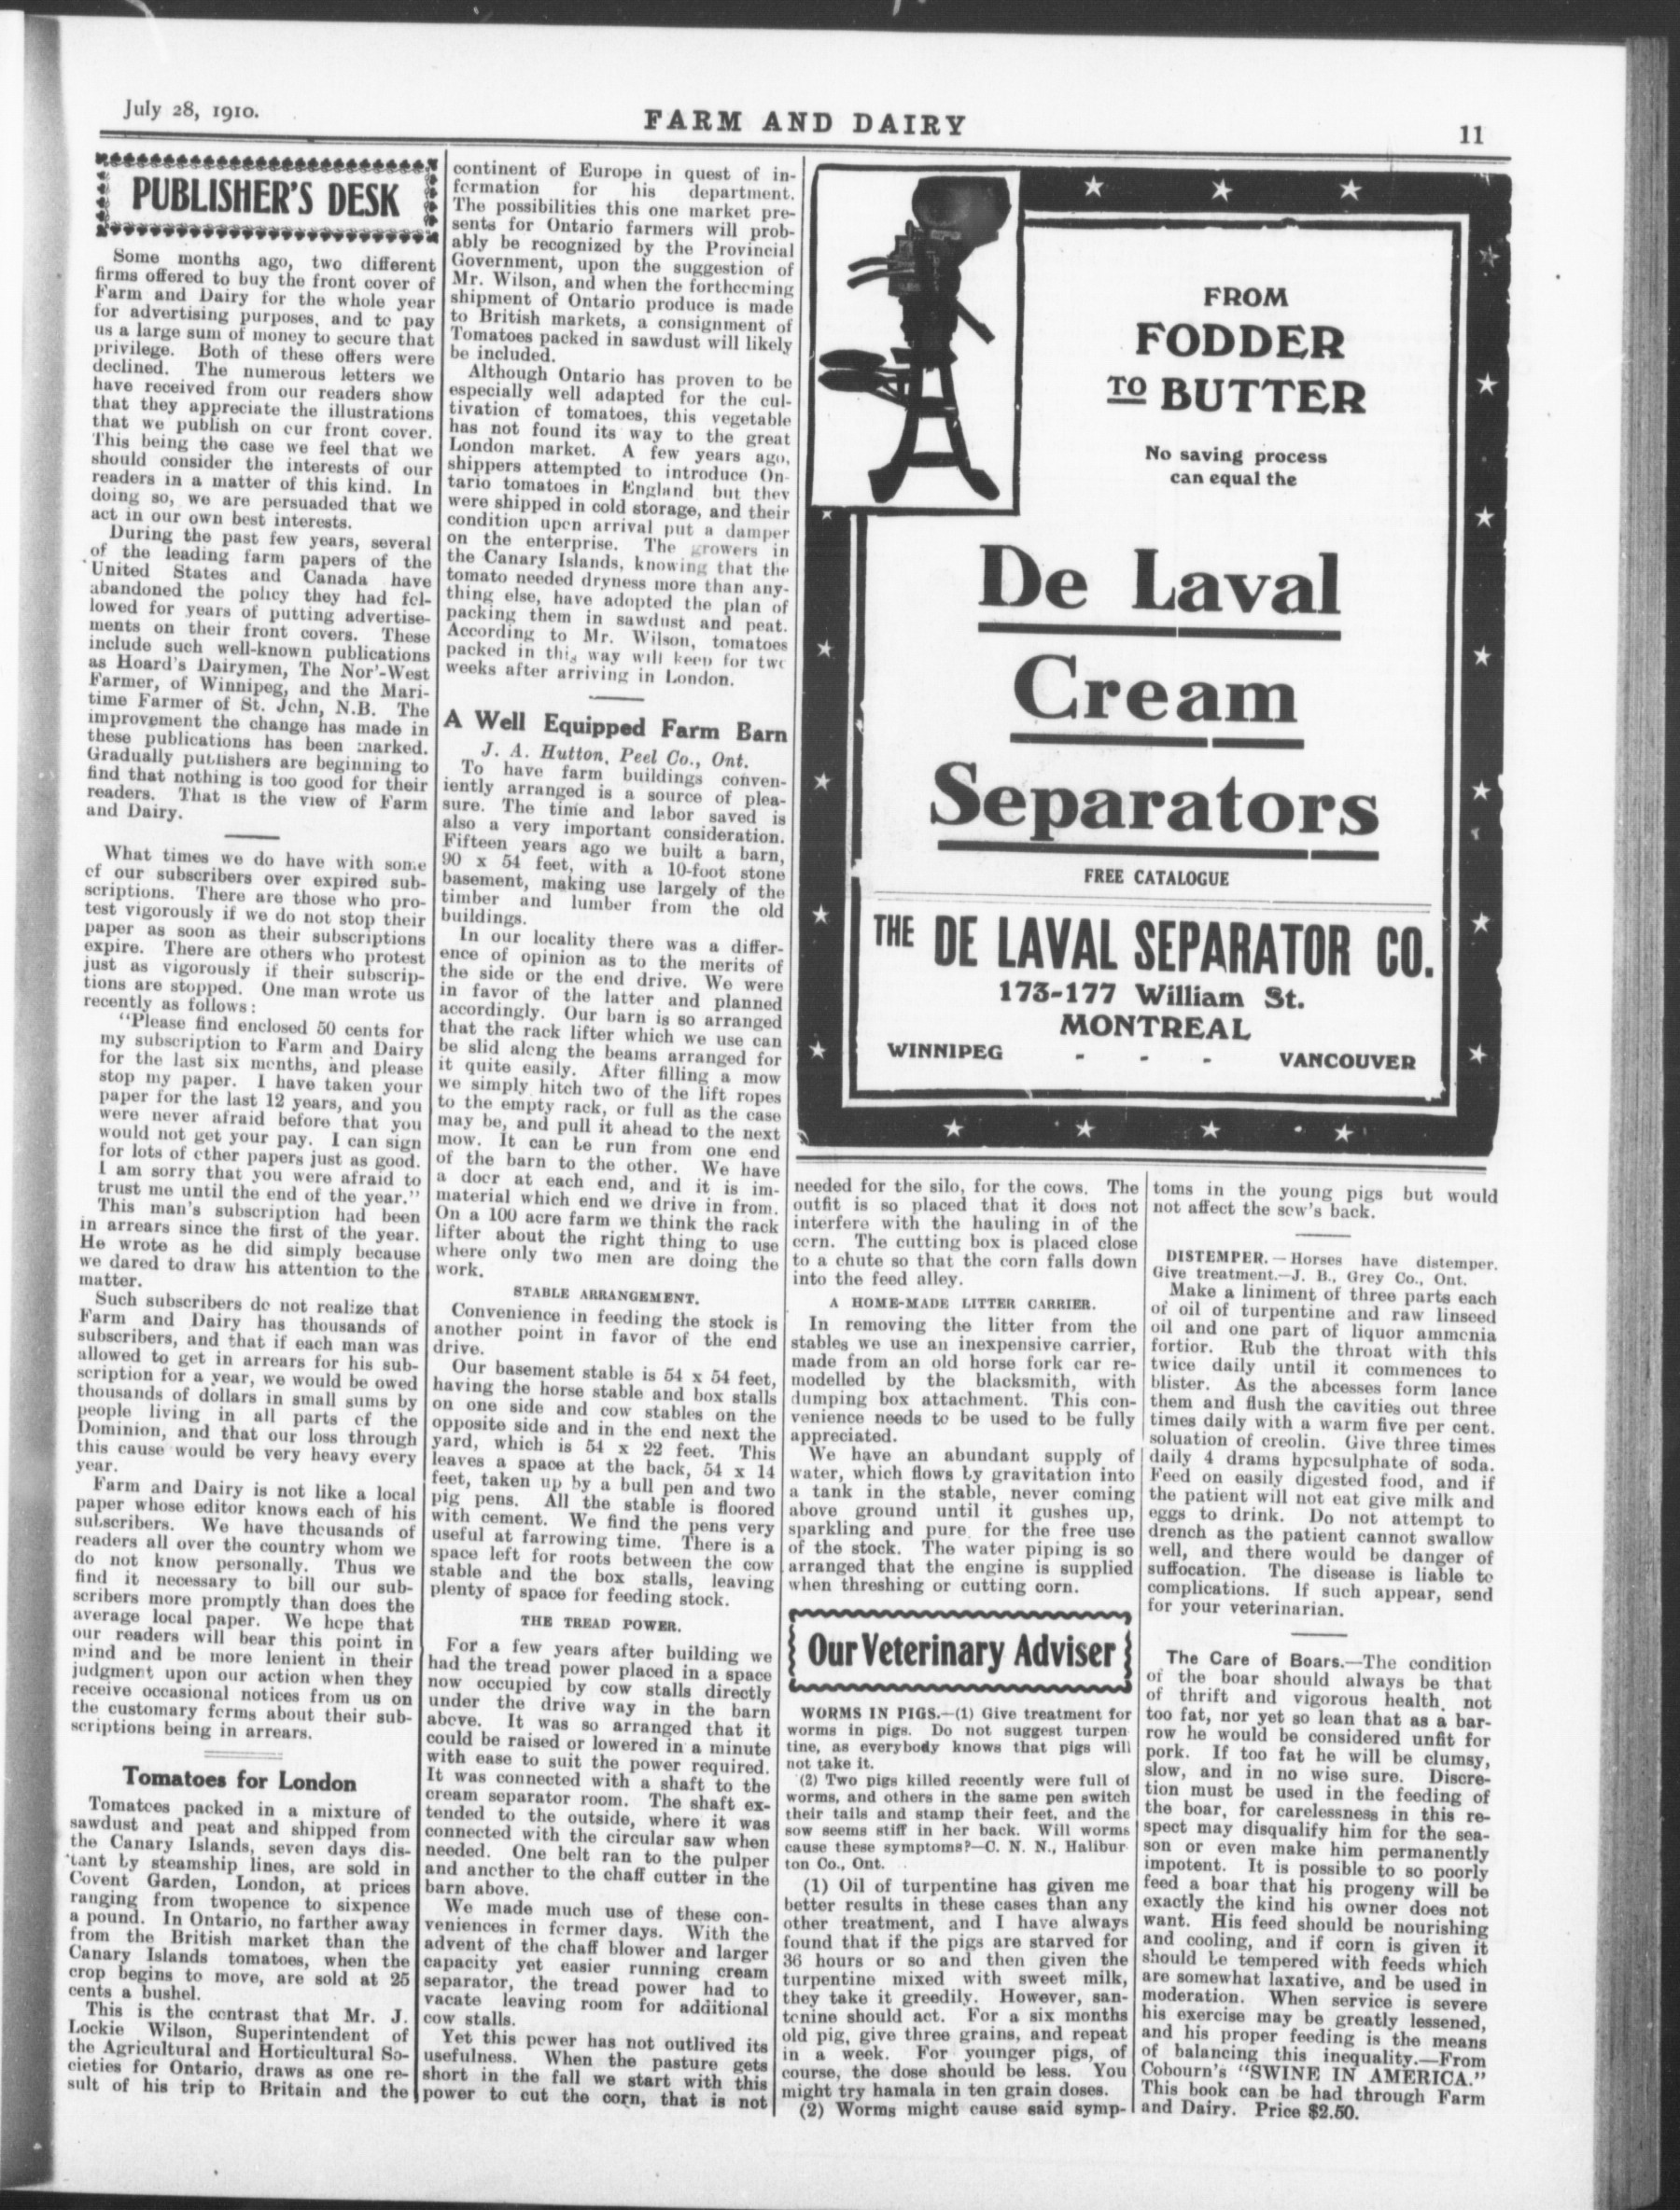 July 28, 1910.
FARM AND DAIRY
11
PUBLISHER'S DESK
Some months ago, two different
firms offered to buy the front cover of
Farm and Dairy for the whole year
for advertising purposes, and to pay
us a large sum of money to secure that
privilege. Both of these offers were
declined. The numerous letters we
have received from our readers show
that they appreciate the illustrations
that we publish on our front cover.
This being the case we feel that we
should consider the interests of our
readers in a matter of this kind. In
doing so, we are persuaded that we
act in our own best interests.
During the past few years, several
of the leading farm papers of the
United States and Canada have
abandoned the policy they had fol-
lowed for years of putting advertise-
ments on their front covers. These
include such well-known publications
as Hoard's Dairymen, The Nor'-West
Farmer, of Winnipeg, and the Mari-
time Farmer of St. John, N.B. The
improvement the change has made in
these publications has been marked.
Gradually publishers are beginning to
find that nothing is too good for their
readers. That is the view of Farm
and Dairy.
What times we do have with some
of our subscribers over expired sub-
scriptions. There are those who pro-
test vigorously if we do not stop their
paper as soon as their subscriptions
expire. There are others who protest
just as vigorously if their subscrip-
tions are stopped. One man wrote us
recently as follows:
"Please find enclosed 50 cents for
my subscription to Farm and Dairy
for the last six months, and please
stop my paper. I have taken your
paper for the last 12 years, and you
were never afraid before that you
would not get your pay. I can sign
for lots of other papers just as good.
I am sorry that you were afraid to
trust me until the end of the year."
This man's subscription had been
in arrears since the first of the year.
He wrote as he did simply because
we dared to draw his attention to the
matter.
Such subscribers do not realize that
Farm and Dairy has thousands of
subscribers, and that if each man was
allowed to get in arrears for his sub-
scription for a year, we would be owed
thousands of dollars in small sums by
people living in all parts of the
Dominion, and that our loss through
this cause would be very heavy every
year.
Farm and Dairy is not like a local
paper whose editor knows each of his
subscribers. We have thousands of
readers all over the country whom we
do not know personally. Thus we
find it necessary to bill our sub-
scribers more promptly than does the
average local paper. We hope that
our readers will bear this point in
mind and be more lenient in their
judgment upon our action when they
receive occasional notices from us on
the customary forms about their sub-
scriptions being in arrears.
Tomatoes for London
Tomatoes packed in a mixture of
sawdust and peat and shipped from
the Canary Islands, seven days dis-
tant by steamship lines, are sold in
Covent Garden, London, at prices
ranging from twopence to sixpence
a pound. In Ontario, no farther away
from the British market than the
Canary Islands tomatoes, when the
crop begins to move, are sold at 25
cents a bushel.
This is the contrast that Mr. J.
Lockie Wilson, Superintendent of
the Agricultural and Horticultural So-
cieties for Ontario, draws as one re-
sult of his trip to Britain and the
continent of Europe in quest of in-
formation for his department.
The possibilities this one market pre-
sents for Ontario farmers will prob-
ably be recognized by the Provincial
Government, upon the suggestion of
Mr. Wilson, and when the forthcoming
shipment of Ontario produce is made
to British markets, a consignment of
Tomatoes packed in sawdust will likely
be included.
Although Ontario has proven to be
especially well adapted for the cul-
tivation of tomatoes, this vegetable
has not found its way to the great
London market. A few years ago,
shippers attempted to introduce On-
tario tomatoes in England but they
were shipped in cold storage, and their
condition upon arrival put a damper
on the enterprise. The growers in
the Canary Islands, knowing that the
tomato needed dryness more than any-
thing else, have adopted the plan of
packing them in sawdust and peat.
According to Mr. Wilson, tomatoes
packed in this way will keep for two
weeks after arriving in London.
A Well Equipped Farm Barn
J. A. Hutton, Peel Co., Ont.
To have farm buildings conven-
iently arranged is a source of plea-
sure. The time and labor saved is
also a very important consideration.
Fifteen years ago we built a barn,
90 x 54 feet, with a 10-foot stone
basement, making use largely of the
timber and lumber from the old
buildings.
In our locality there was a differ-
ence of opinion as to the merits of
the side or the end drive. We were
in favor of the latter and planned
accordingly. Our barn is so arranged
that the rack lifter which we use can
be slid along the beams arranged for
it quite easily. After filling a mow
we simply hitch two of the lift ropes
to the empty rack, or full as the case
may be, and pull it ahead to the next
mow. It can be run from one end
of the barn to the other. We have
a door at each end, and it is im-
material which end we drive in from.
On a 100 acre farm we think the rack
lifter about the right thing to use
where only two men are doing the
work.
STABLE ARRANGEMENT.
Convenience in feeding the stock is
another point in favor of the end
drive.
Our basement stable is 54 x 54 feet,
having the horse stable and box stalls
on one side and cow stables on the
opposite side and in the end next the
yard, which is 54 x 22 feet. This
leaves a space at the back, 54 x 14
feet, taken up by a bull pen and two
pig pens. All the stable is floored
with cement. We find the pens very
useful at farrowing time. There is a
space left for roots between the cow
stable and the box stalls, leaving
plenty of space for feeding stock.
THE TREAD POWER.
For a few years after building we
had the tread power placed in a space
now occupied by cow stalls directly
under the drive way in the barn
above. It was so arranged that it
could be raised or lowered in a minute
with ease to suit the power required.
It was connected with a shaft to the
cream separator room. The shaft ex-
tended to the outside, where it was
connected with the circular saw when
needed. One belt ran to the pulper
and another to the chaff cutter in the
barn above.
We made much use of these con-
veniences in former days. With the
advent of the chaff blower and larger
capacity yet easier running cream
separator, the tread power had to
vacate leaving room for additional
cow stalls.
Yet this power has not outlived its
usefulness. When the pasture gets
short in the fall we start with this
power to cut the corn, that is not
FROM
FODDER
TO BUTTER
No saving process
can equal the
De Laval
Cream
Separators
FREE CATALOGUE
THE DE LAVAL SEPARATOR CO.
173-177 William St.
MONTREAL
WINNIPEG - - - VANCOUVER
needed for the silo, for the cows. The
outfit is so placed that it does not
interfere with the hauling in of the
corn. The cutting box is placed close
to a chute so that the corn falls down
into the feed alley.
A HOME-MADE LITTER CARRIER.
In removing the litter from the
stables we use an inexpensive carrier,
made from an old horse fork car re-
modelled by the blacksmith, with
dumping box attachment. This con-
venience needs to be used to be fully
appreciated.
We have an abundant supply of
water, which flows by gravitation into
a tank in the stable, never coming
above ground until it gushes up,
sparkling and pure for the free use
of the stock. The water piping is so
arranged that the engine is supplied
when threshing or cutting corn.
Our Veterinary Adviser
WORMS IN PIGS.—(1) Give treatment for
worms in pigs. Do not suggest turpen-
tine, as everybody knows that pigs will
not take it.
(2) Two pigs killed recently were full of
worms, and others in the same pen switch
their tails and stamp their feet, and the
sow seems stiff in her back. Will worms
cause these symptoms?—C. N. N., Halibur-
ton Co., Ont.
(1) Oil of turpentine has given me
better results in these cases than any
other treatment, and I have always
found that if the pigs are starved for
36 hours or so and then given the
turpentine mixed with sweet milk,
they take it greedily. However, san-
tonine should act. For a six months
old pig, give three grains, and repeat
in a week. For younger pigs, of
course, the dose should be less. You
might try hamala in ten grain doses.
(2) Worms might cause said symp-
toms in the young pigs but would
not affect the sow's back.
DISTEMPER.—Horses have distemper.
Give treatment.—J. B., Grey Co., Ont.
Make a liniment of three parts each
of oil of turpentine and raw linseed
oil and one part of liquor ammonia
fortior. Rub the throat with this
twice daily until it commences to
blister. As the abcesses form lance
them and flush the cavities out three
times daily with a warm five per cent.
soluation of creolin. Give three times
daily 4 drams hyposulphate of soda.
Feed on easily digested food, and if
the patient will not eat give milk and
eggs to drink. Do not attempt to
drench as the patient cannot swallow
well, and there would be danger of
suffocation. The disease is liable to
complications. If such appear, send
for your veterinarian.
The Care of Boars.—The condition
of the boar should always be that
of thrift and vigorous health, not
too fat, nor yet so lean that as a bar-
row he would be considered unfit for
pork. If too fat he will be clumsy,
slow, and in no wise sure. Discre-
tion must be used in the feeding of
the boar, for carelessness in this re-
spect may disqualify him for the sea-
son or even make him permanently
impotent. It is possible to so poorly
feed a boar that his progeny will be
exactly the kind his owner does not
want. His feed should be nourishing
and cooling, and if corn is given it
should be tempered with feeds which
are somewhat laxative, and be used in
moderation. When service is severe
his exercise may be greatly lessened,
and his proper feeding is the means
of balancing this inequality.—From
Cobourn's "SWINE IN AMERICA."
This book can be had through Farm
and Dairy. Price $2.50.